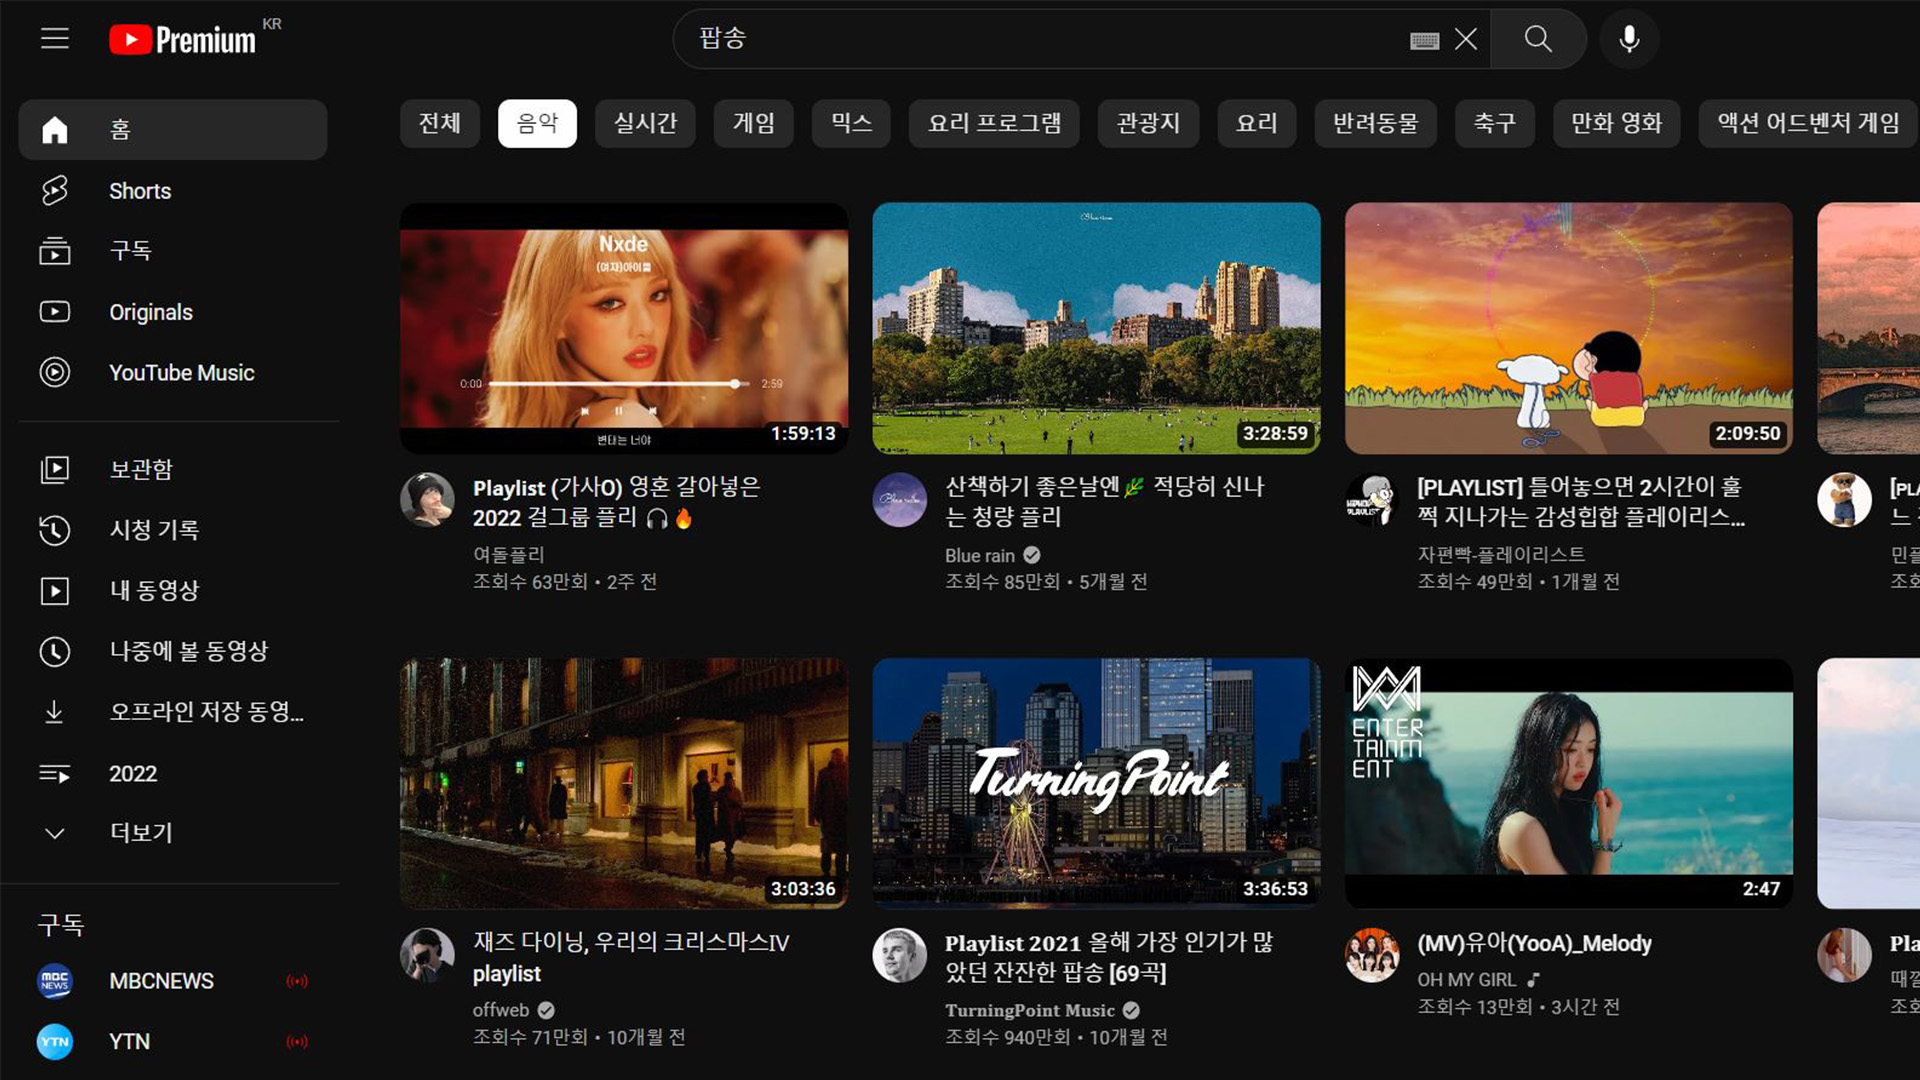 Premium KR
팝송
전체 음악 실시간 게임 믹스 요리 프로그램 관광지 요리 반려동물 축구 만화 영화 액션 어드벤처 게임
홈
Shorts
구독
Originals
YouTube Music
보관함
시청 기록
내 동영상
나중에 볼 동영상
오프라인 저장 동영...
2022
더보기
구독
MBC NEWS
MBCNEWS
YTN
YTN
Nxde
(여자)아이들
0:00 2:59
변태는 너야
1:59:13
Playlist (가사O) 영혼 갈아넣은
2022 걸그룹 플리 🎧🔥
여돌플리
조회수 63만회 • 2주 전
Blue rain
3:28:59
산책하기 좋은날엔🌿 적당히 신나
는 청량 플리
Blue rain
조회수 85만회 • 5개월 전
2:09:50
[PLAYLIST] 틀어놓으면 2시간이 훌
쩍 지나가는 감성힙합 플레이리스...
자편빡-플레이리스트
조회수 49만회 • 1개월 전
3:03:36
재즈 다이닝, 우리의 크리스마스Ⅳ
playlist
offweb
조회수 71만회 • 10개월 전
TurningPoint
3:36:53
Playlist 2021 올해 가장 인기가 많
았던 잔잔한 팝송 [69곡]
TurningPoint Music
조회수 940만회 • 10개월 전
WM
ENTER
TAINM
ENT
2:47
(MV)유아(YooA)_Melody
OH MY GIRL
조회수 13만회 • 3시간 전